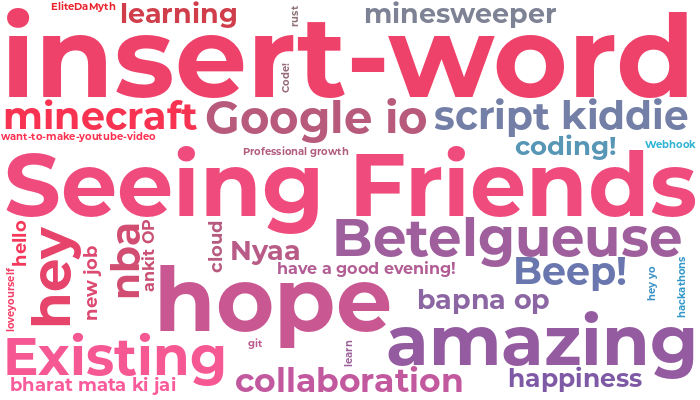 EliteDaMyth
learning
rust
minesweeper
insert-word
Code!
minecraft
Google io
script kiddie
want-to-make-youtube-video
coding!
Webhook
Professional growth
Seeing Friends
hello
hey
new job
nba
ankit OP
cloud
Nyaa
Betelgueuse
have a good evening!
Beep!
hey yo
hackathons
loveyourself
hope
bapna op
amazing
Existing
git
learn
bharat mata ki jai
collaboration
happiness